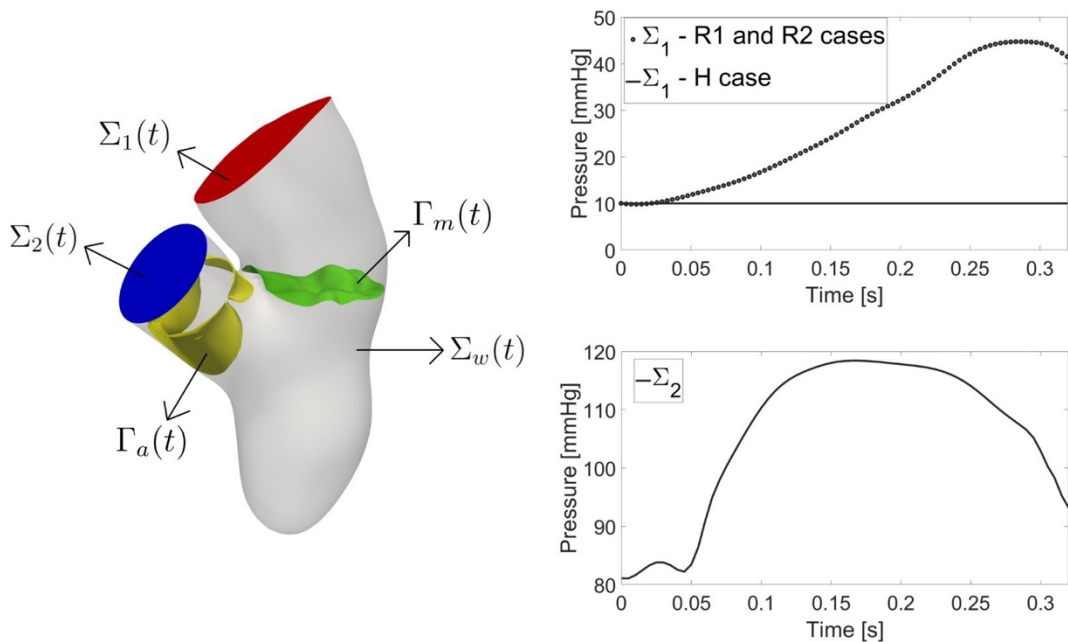 Σ₁(t)
Σ₂(t)
Γₘ(t)
Σ_w(t)
Γₐ(t)
Pressure [mmHg]
50
40
30
20
10
0
Σ₁ - R1 and R2 cases
Σ₁ - H case
0 0.05 0.1 0.15 0.2 0.25 0.3
Time [s]
Pressure [mmHg]
120
110
100
90
80
Σ₂
0 0.05 0.1 0.15 0.2 0.25 0.3
Time [s]